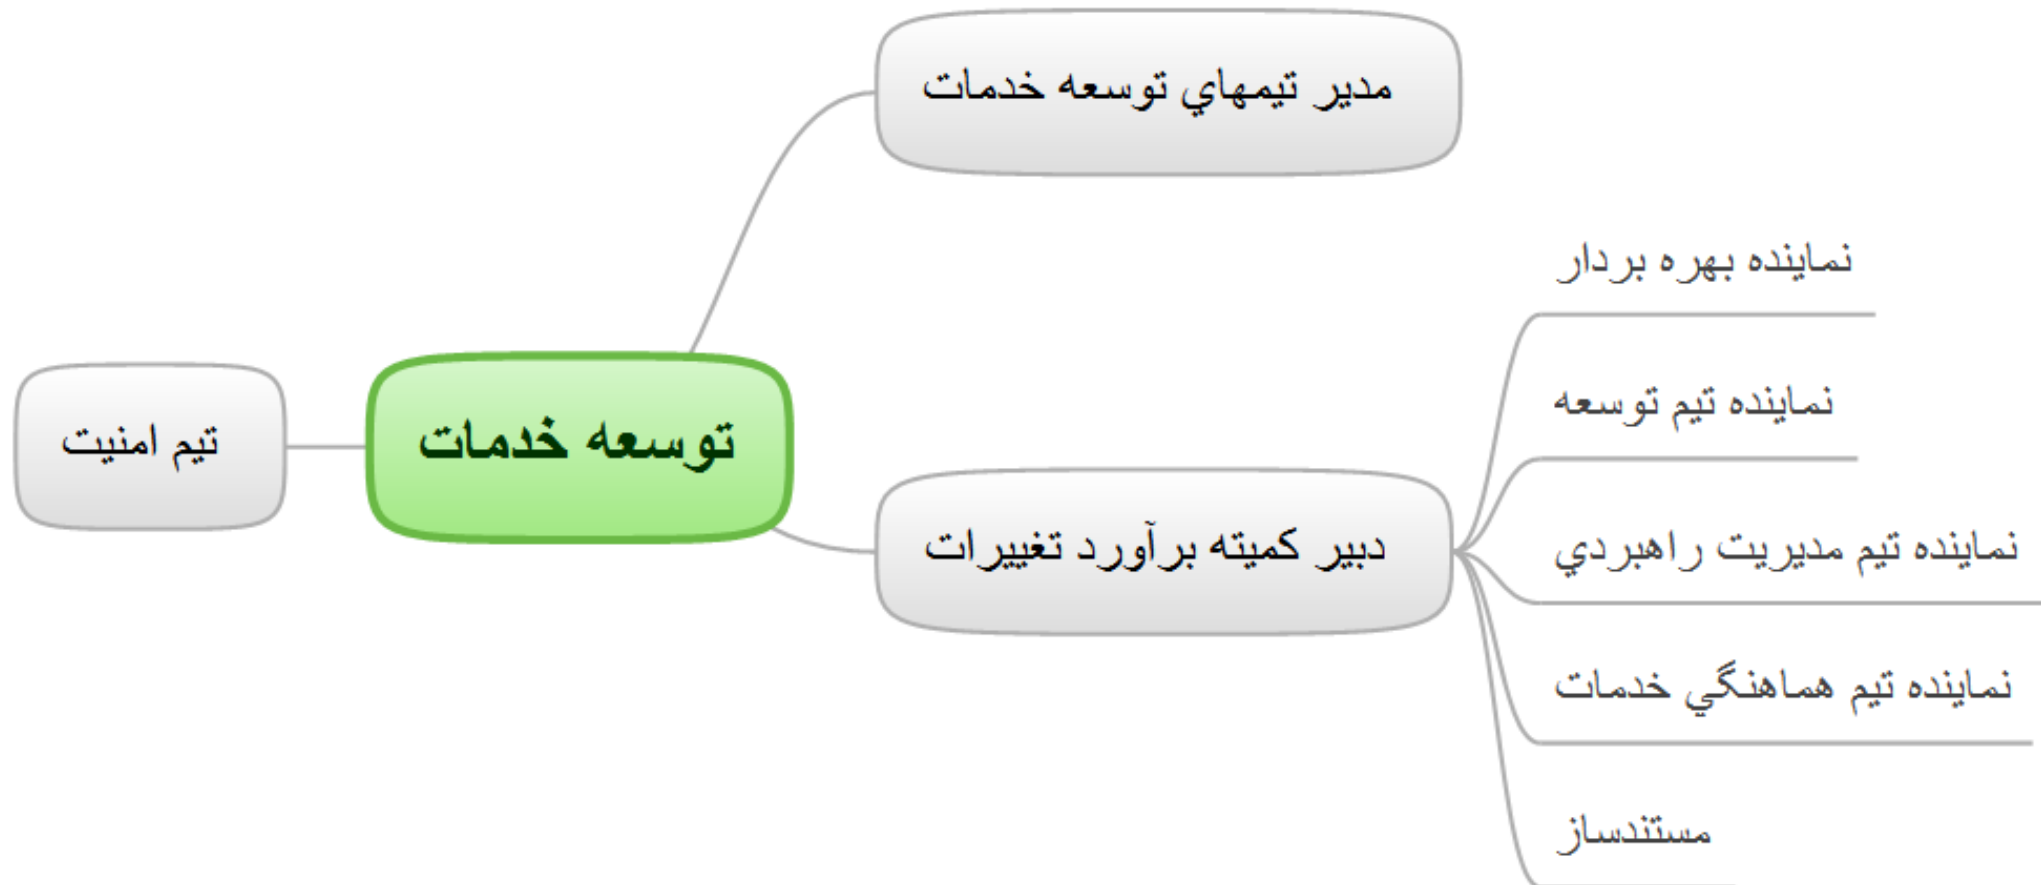 مدير تيمهاي توسعه خدمات
نماينده بهره بردار
نماينده تيم توسعه
توسعه خدمات
تيم امنيت
دبير كميته برآورد تغييرات
نماينده تيم مديريت راهبردي
نماينده تيم هماهنگي خدمات
مستندساز